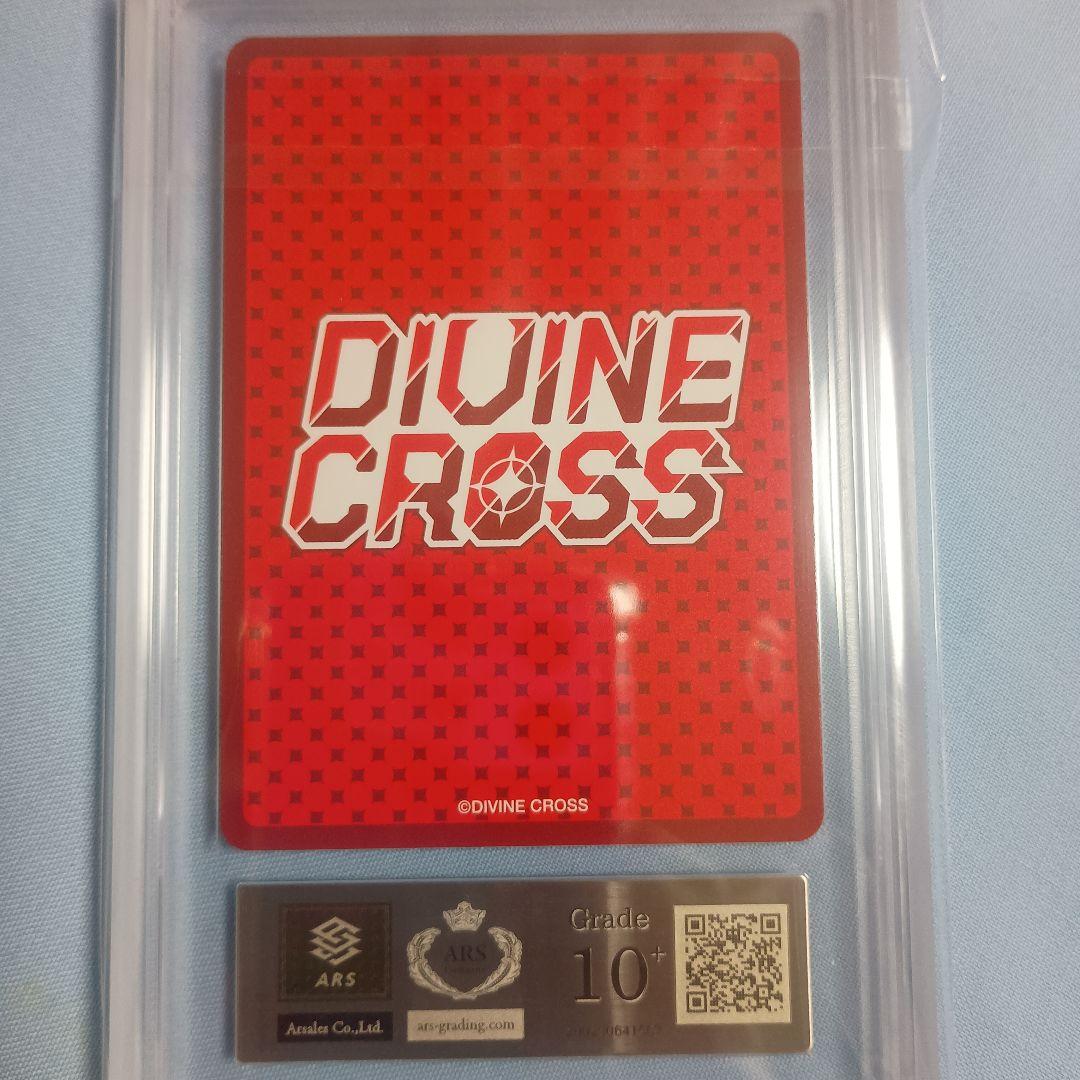 DIVINE
CROSS
©DIVINE CROSS
ARS
Arsales Co.,Ltd.
ARS
ars-grading.com
Grade
10+